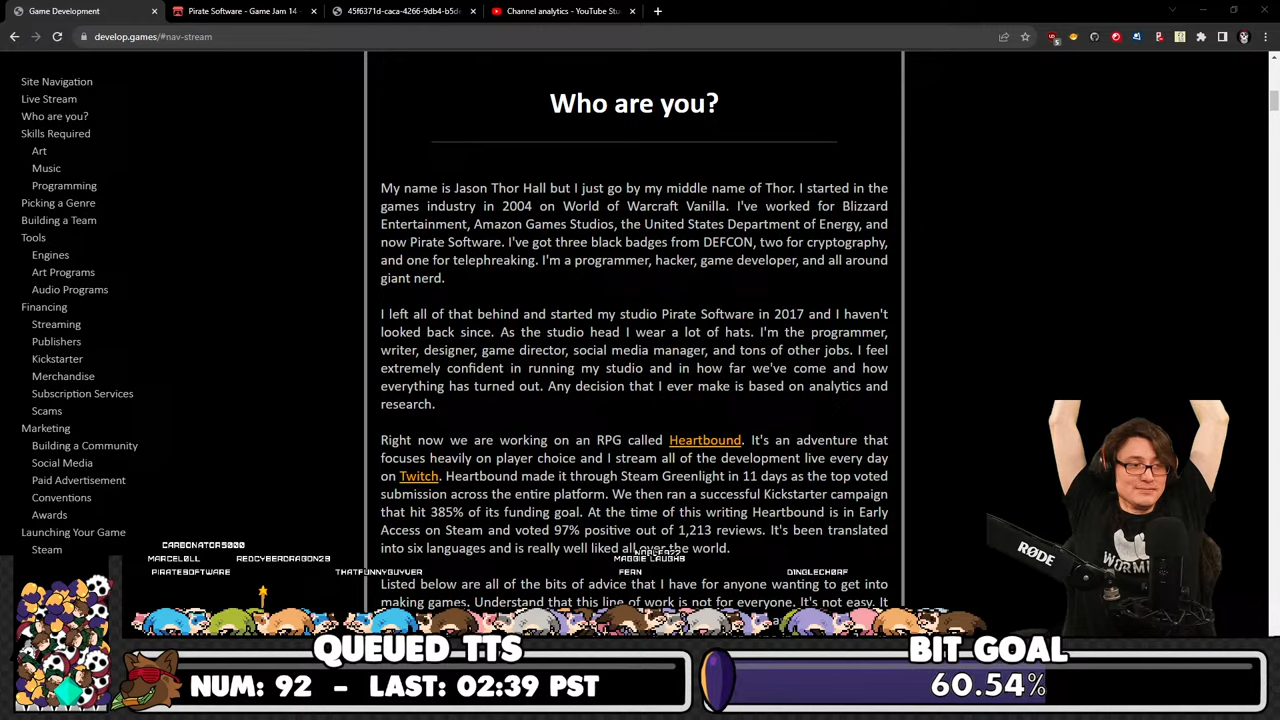 Game Development
Pirate Software - Game Jam 14
45f6371d-caca-4266-9db4-b5d
Channel analytics - YouTube Stu
develop.games/#nav-stream
Site Navigation
Live Stream
Who are you?
Skills Required
Art
Music
Programming
Picking a Genre
Building a Team
Tools
Engines
Art Programs
Audio Programs
Financing
Streaming
Publishers
Kickstarter
Merchandise
Subscription Services
Scams
Marketing
Building a Community
Social Media
Paid Advertisement
Conventions
Awards
Launching Your Game
Steam
Who are you?
My name is Jason Thor Hall but I just go by my middle name of Thor. I started in the
games industry in 2004 on World of Warcraft Vanilla. I've worked for Blizzard
Entertainment, Amazon Games Studios, the United States Department of Energy, and
now Pirate Software. I've got three black badges from DEFCON, two for cryptography,
and one for telephreaking. I'm a programmer, hacker, game developer, and all around
giant nerd.
I left all of that behind and started my studio Pirate Software in 2017 and I haven't
looked back since. As the studio head I wear a lot of hats. I'm the programmer,
writer, designer, game director, social media manager, and tons of other jobs. I feel
extremely confident in running my studio and in how far we've come and how
everything has turned out. Any decision that I ever make is based on analytics and
research.
Right now we are working on an RPG called Heartbound. It's an adventure that
focuses heavily on player choice and I stream all of the development live every day
on Twitch. Heartbound made it through Steam Greenlight in 11 days as the top voted
submission across the entire platform. We then ran a successful Kickstarter campaign
that hit 385% of its funding goal. At the time of this writing Heartbound is in Early
Access on Steam and voted 97% positive out of 1,213 reviews. It's been translated
into six languages and is really well liked all over the world.
Listed below are all of the bits of advice that I have for anyone wanting to get into
making games. Understand that this line of work is not for everyone. It's not easy. It
CARBONATOR9000
MARCELØLL REDCYBERDRAGON29
PIRATESOFTWARE THATFUNNYGUYVER
MAGGIE LAUGHS
FERN DINGLECHØRF
RØDE
WORM
QUEUED TTS
NUM: 92 - LAST: 02:39 PST
BIT GOAL
60.54%